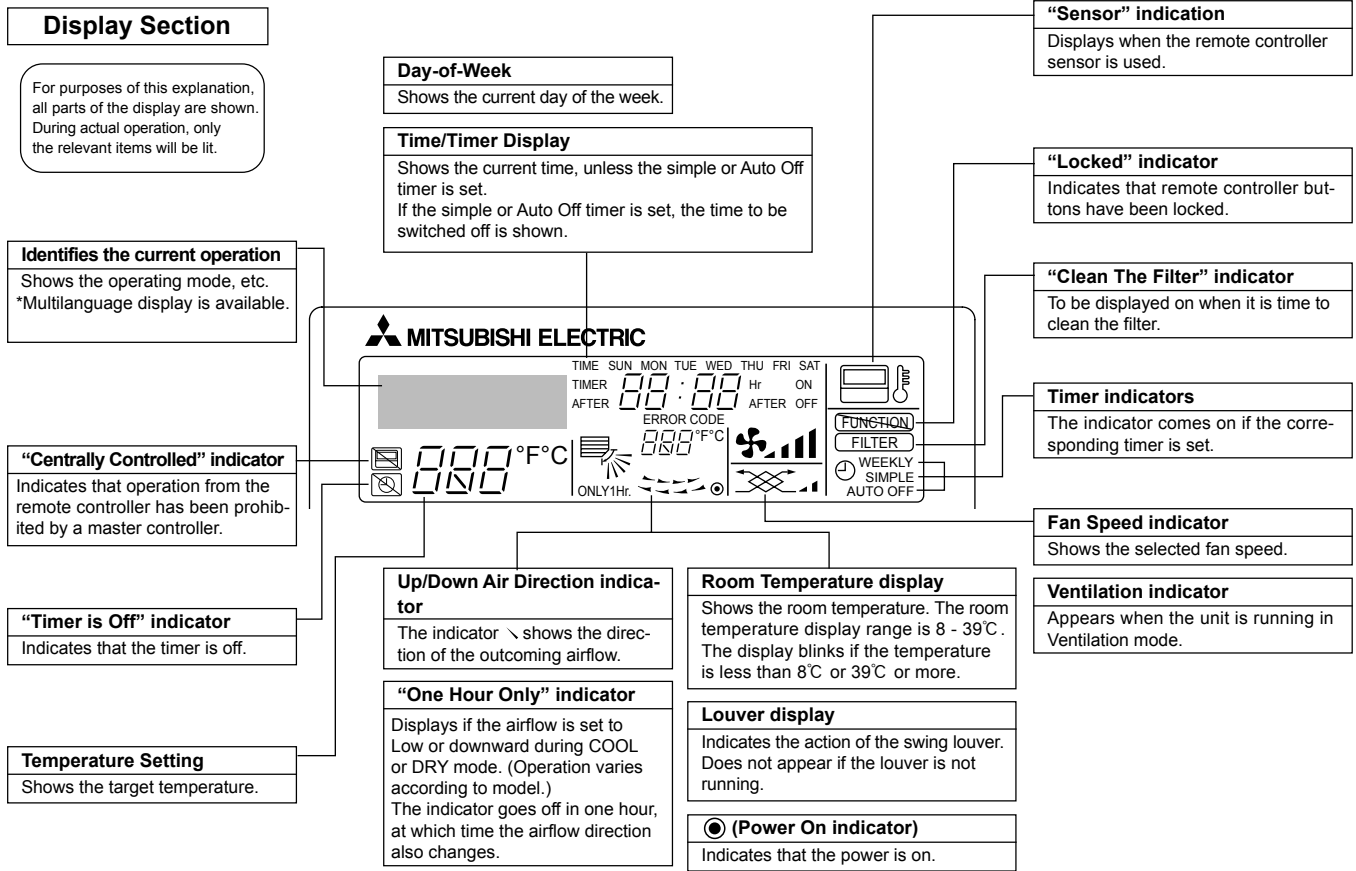 Display Section
For purposes of this explanation,
all parts of the display are shown.
During actual operation, only
the relevant items will be lit.
Identifies the current operation
Shows the operating mode, etc.
*Multilanguage display is available.
"Centrally Controlled" indicator
Indicates that operation from the
remote controller has been prohib-
ited by a master controller.
"Timer is Off" indicator
Indicates that the timer is off.
Temperature Setting
Shows the target temperature.
Day-of-Week
Shows the current day of the week.
Time/Timer Display
Shows the current time, unless the simple or Auto Off
timer is set.
If the simple or Auto Off timer is set, the time to be
switched off is shown.
MITSUBISHI ELECTRIC
TIME SUN MON TUE WED THU FRI SAT
TIMER 88:88 Hr ON
AFTER AFTER OFF
ERROR CODE
888 °F°C
888 °F°C
ONLY1Hr.
FUNCTION
FILTER
WEEKLY
SIMPLE
AUTO OFF
Up/Down Air Direction indica-
tor
The indicator ↘ shows the direc-
tion of the outcoming airflow.
"One Hour Only" indicator
Displays if the airflow is set to
Low or downward during COOL
or DRY mode. (Operation varies
according to model.)
The indicator goes off in one hour,
at which time the airflow direction
also changes.
Room Temperature display
Shows the room temperature. The room
temperature display range is 8 - 39℃.
The display blinks if the temperature
is less than 8℃ or 39℃ or more.
Louver display
Indicates the action of the swing louver.
Does not appear if the louver is not
running.
◉ (Power On indicator)
Indicates that the power is on.
"Sensor" indication
Displays when the remote controller
sensor is used.
"Locked" indicator
Indicates that remote controller but-
tons have been locked.
"Clean The Filter" indicator
To be displayed on when it is time to
clean the filter.
Timer indicators
The indicator comes on if the corre-
sponding timer is set.
Fan Speed indicator
Shows the selected fan speed.
Ventilation indicator
Appears when the unit is running in
Ventilation mode.